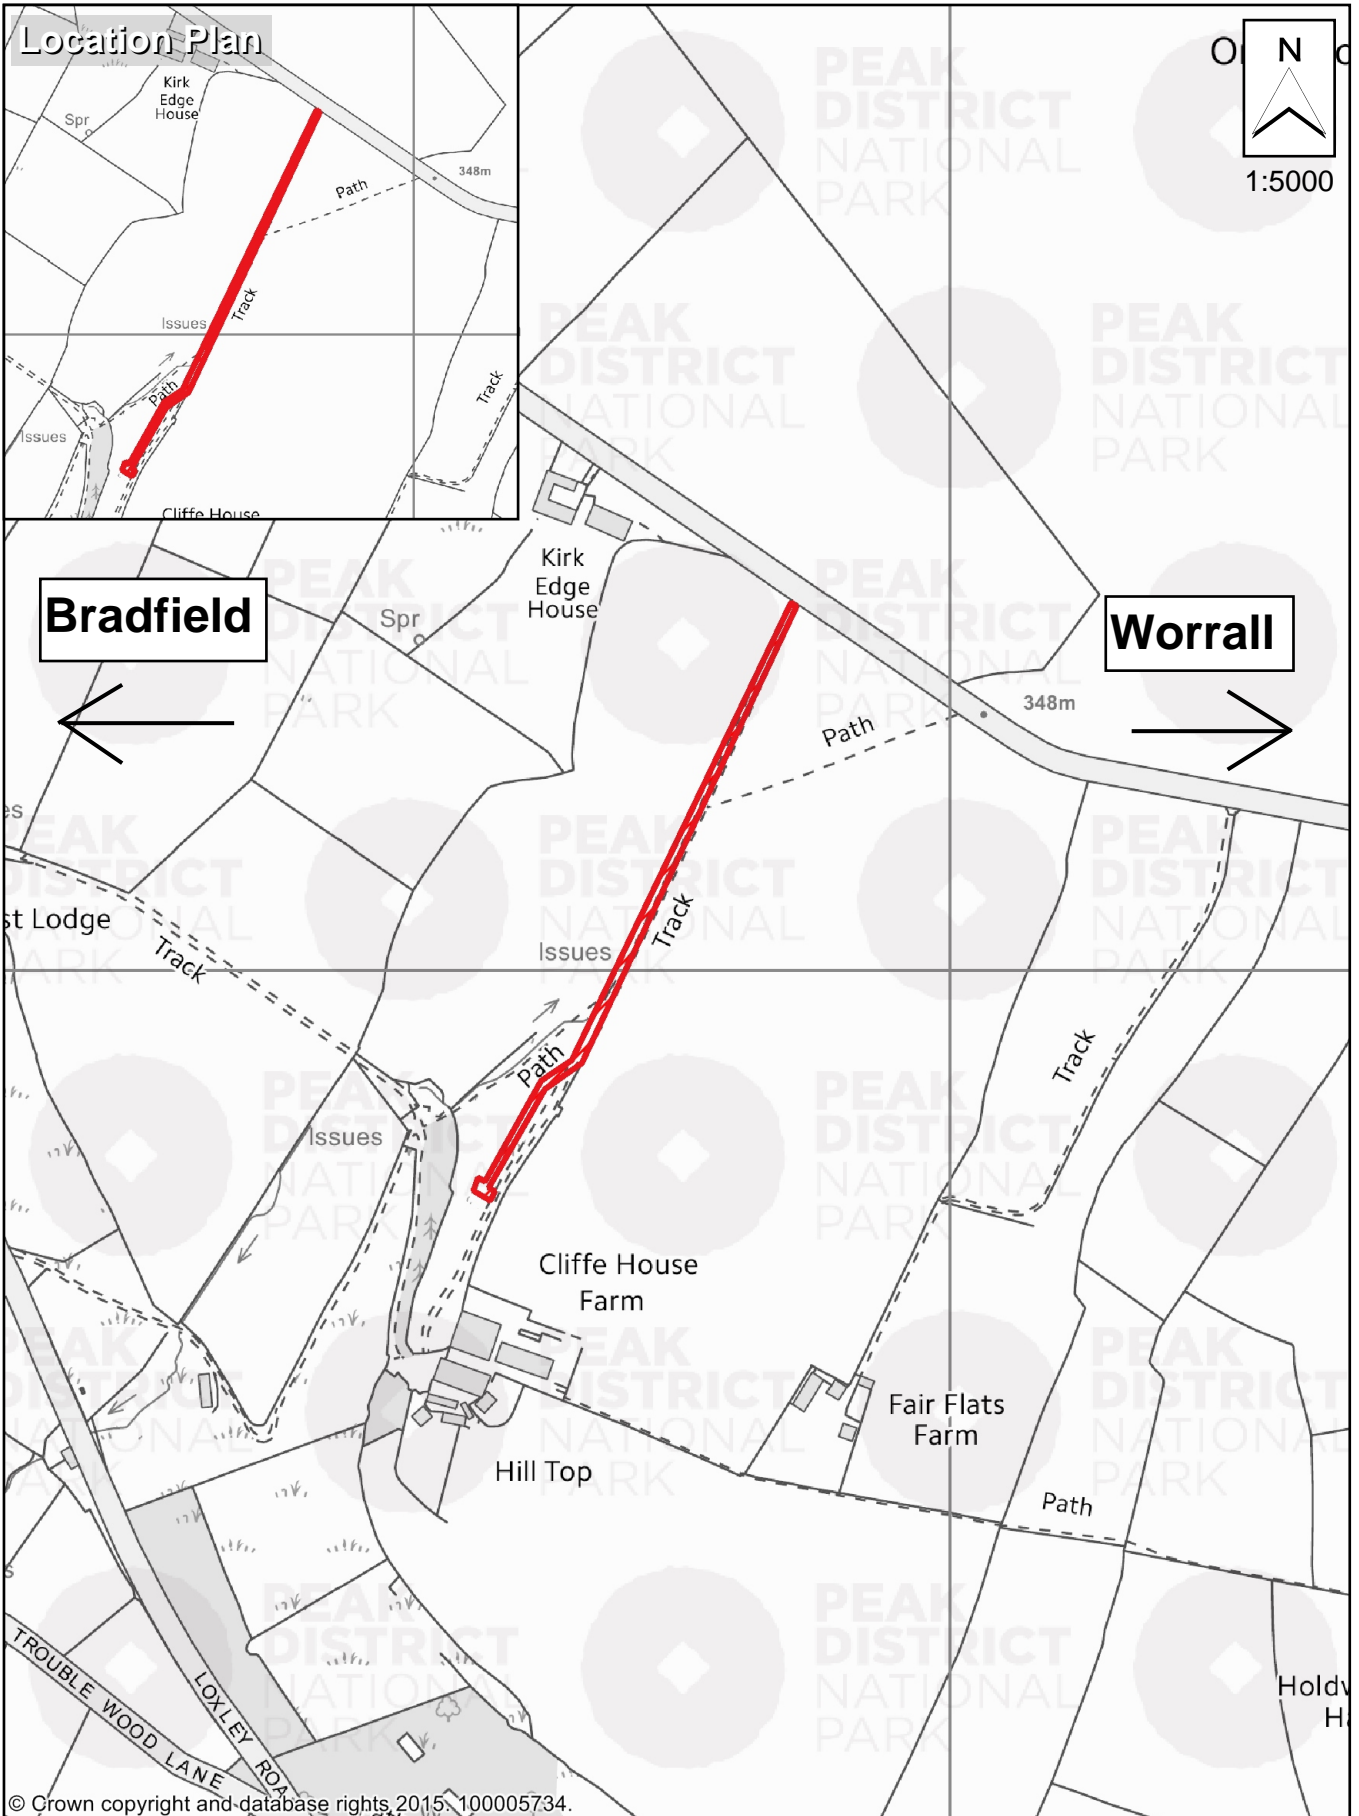 Location Plan
Kirk
Edge
House
Spr
348m
Path
Track
Issues
Path
Track
Issues
Cliffe House
N
1:5000
PEAK
DISTRICT
NATIONAL
PARK
Kirk
Edge
House
Bradfield
Spr
Worrall
348m
Path
st Lodge
Track
Track
Issues
Path
Track
Issues
Cliffe House
Farm
Fair Flats
Farm
Hill Top
Path
TROUBLE WOOD LANE
LOXLEY ROA
© Crown copyright and database rights 2015. 100005734.